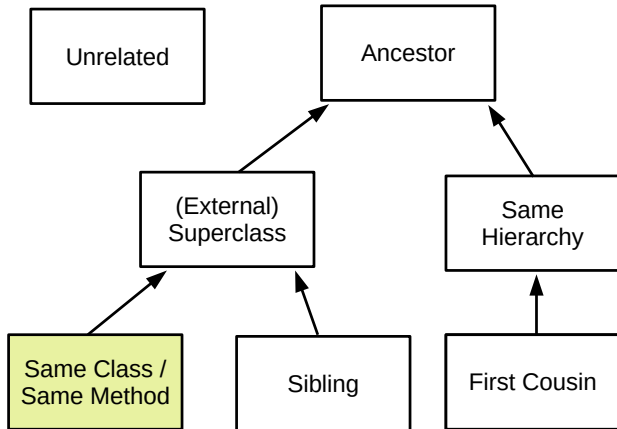 Unrelated
Ancestor
(External)
Superclass
Same
Hierarchy
Same Class /
Same Method
Sibling
First Cousin